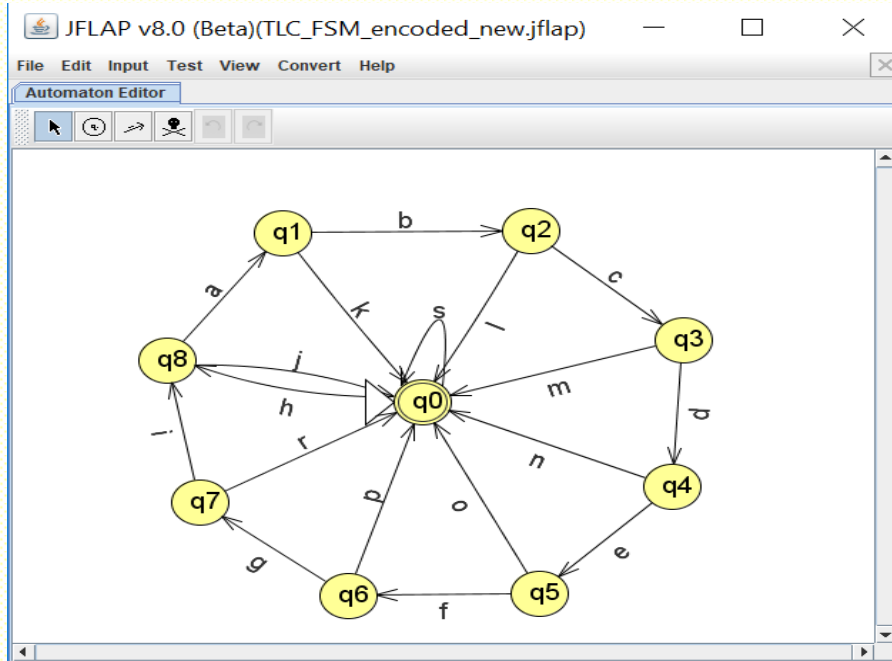 JFLAP v8.0 (Beta)(TLC_FSM_encoded_new.jflap)
File Edit Input Test View Convert Help
Automaton Editor
q1
b
q2
a
k
s
l
c
q8
j
h
q0
q3
m
d
i
r
n
q7
p
o
q4
g
e
q6
f
q5